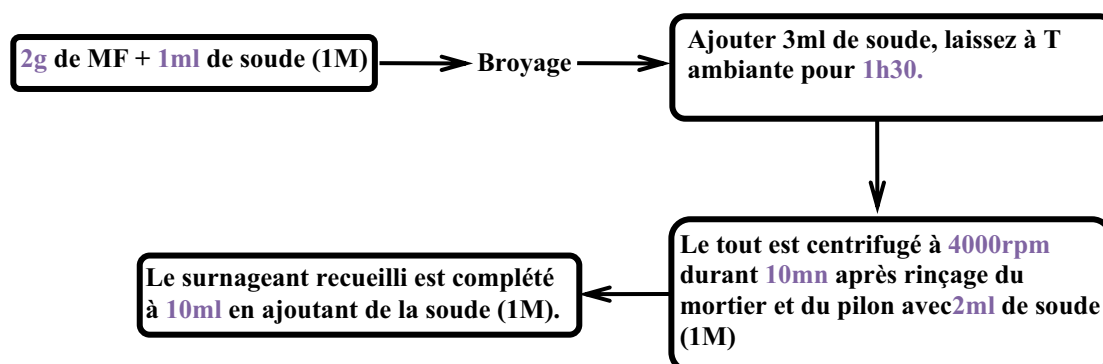 2g de MF + 1ml de soude (1M)
Broyage
Ajouter 3ml de soude, laissez à T
ambiante pour 1h30.
Le tout est centrifugé à 4000rpm
durant 10mn après rinçage du
mortier et du pilon avec2ml de soude
(1M)
Le surnageant recueilli est complété
à 10ml en ajoutant de la soude (1M).